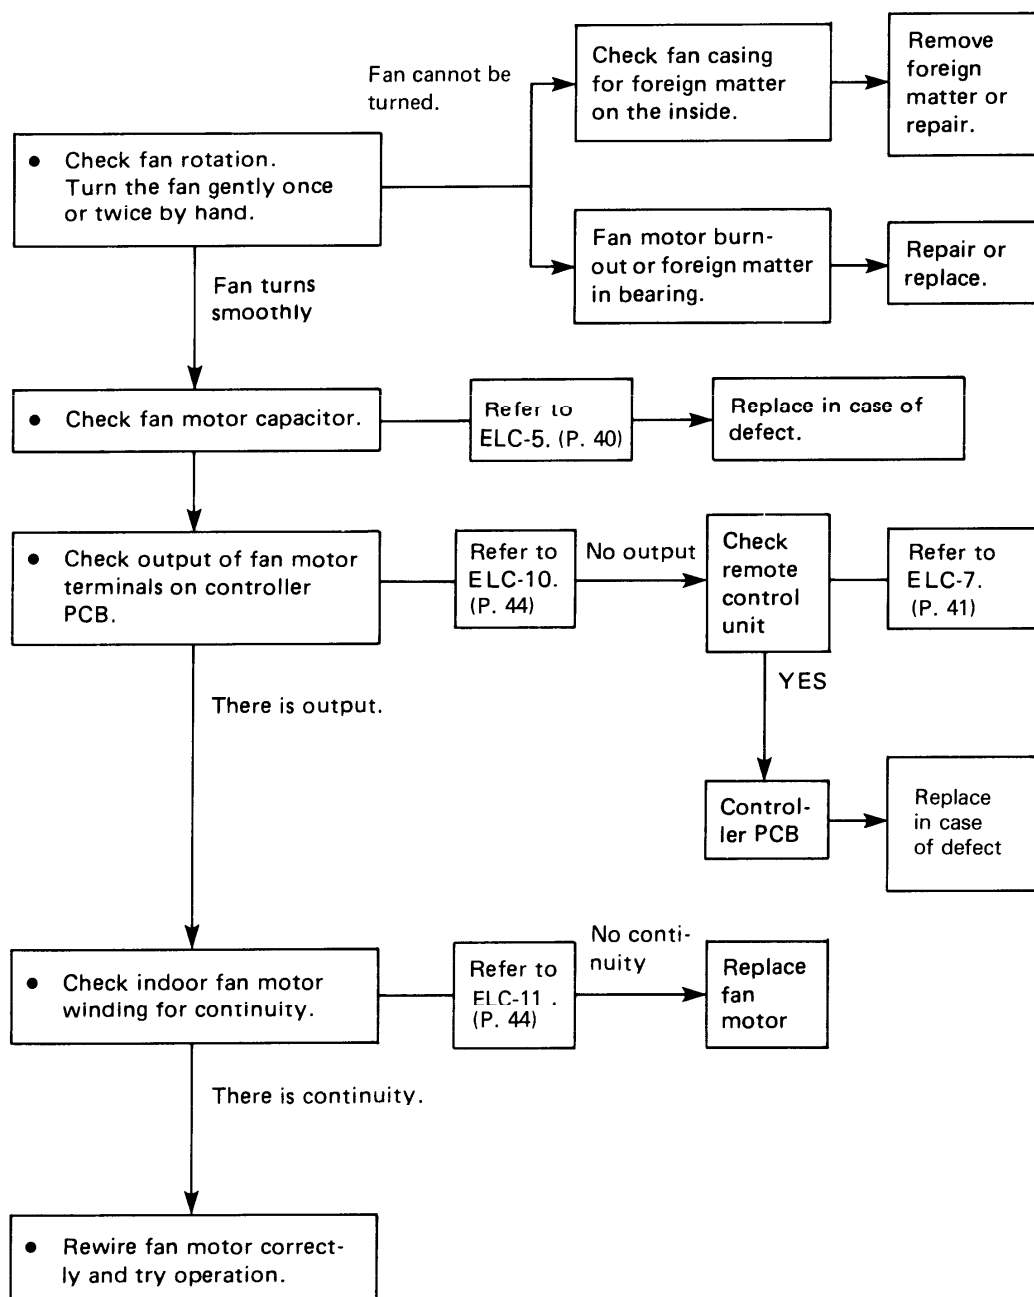 Fan cannot be
turned.
Check fan casing
for foreign matter
on the inside.
Remove
foreign
matter or
repair.
● Check fan rotation.
Turn the fan gently once
or twice by hand.
Fan motor burn-
out or foreign matter
in bearing.
Repair or
replace.
Fan turns
smoothly
● Check fan motor capacitor.
Refer to
ELC-5. (P. 40)
Replace in case of
defect.
● Check output of fan motor
terminals on controller
PCB.
Refer to
ELC-10.
(P. 44)
No output
Check
remote
control
unit
Refer to
ELC-7.
(P. 41)
YES
There is output.
Control-
ler PCB
Replace
in case
of defect
● Check indoor fan motor
winding for continuity.
Refer to
ELC-11.
(P. 44)
No conti-
nuity
Replace
fan
motor
There is continuity.
● Rewire fan motor correct-
ly and try operation.